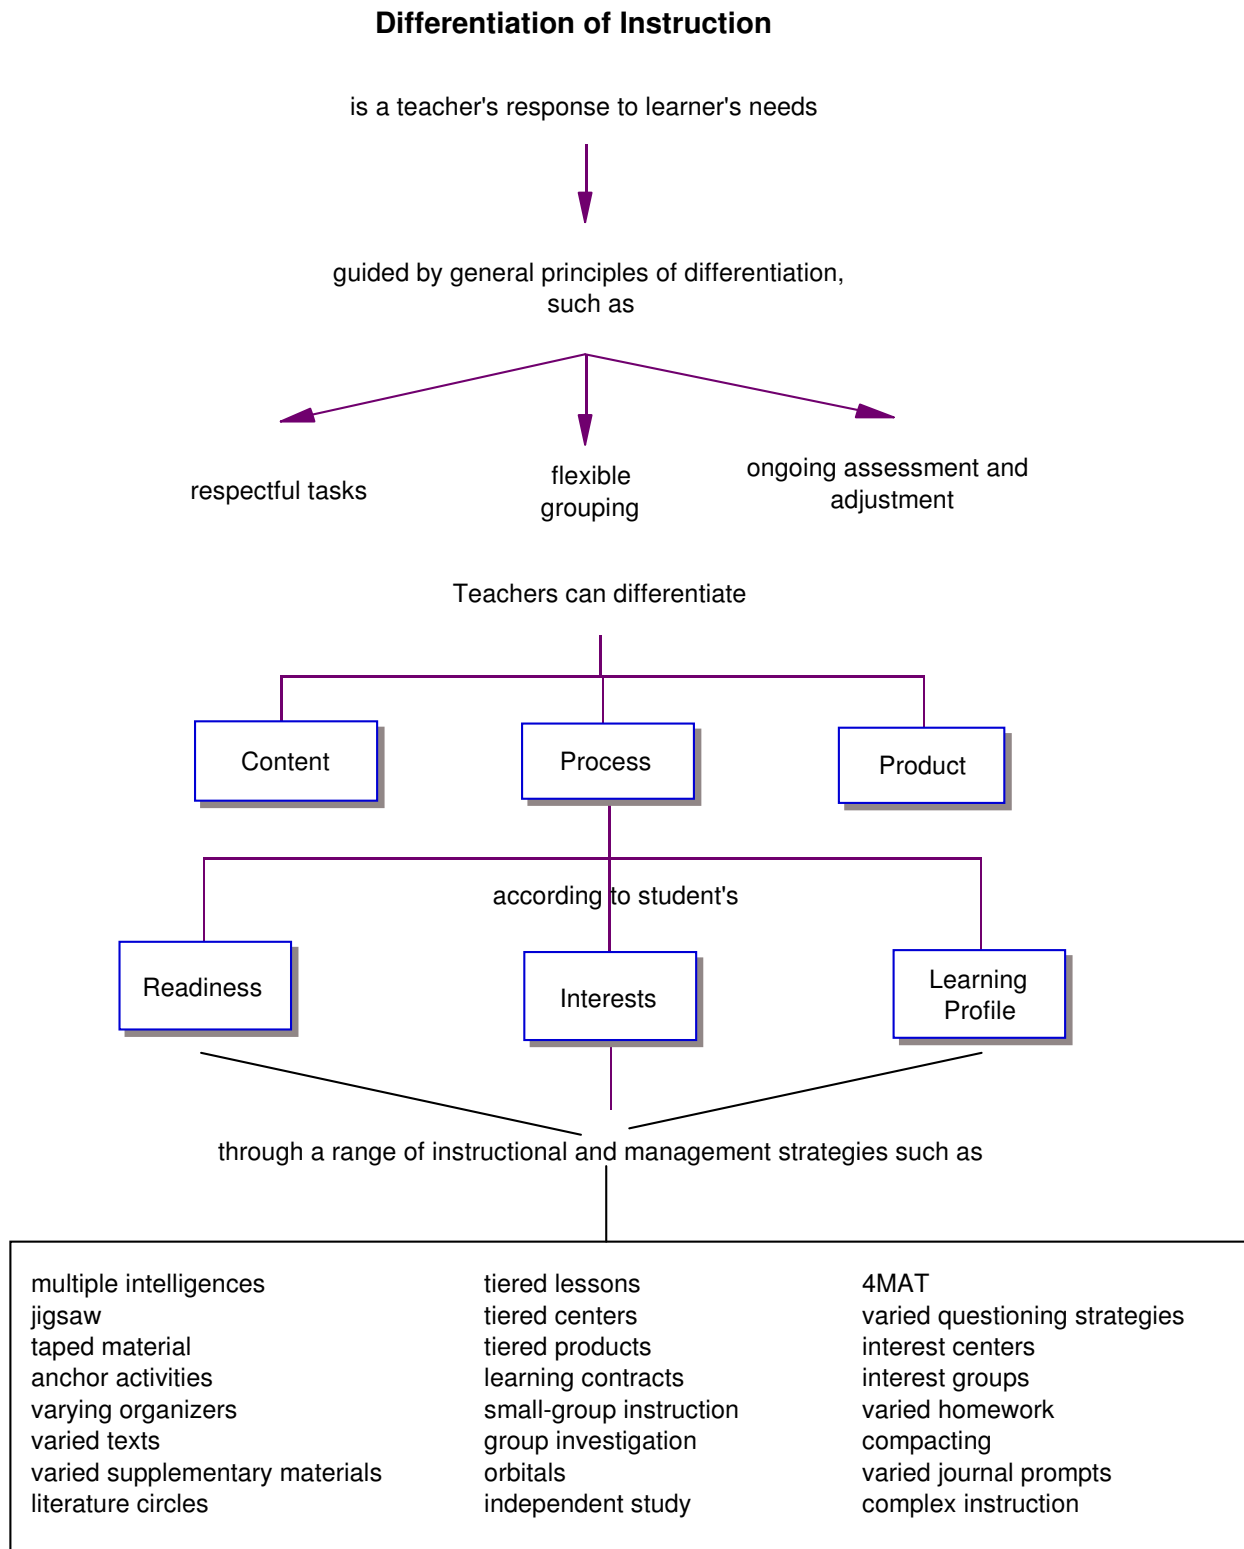 Differentiation of Instruction
is a teacher's response to learner's needs
guided by general principles of differentiation,
such as
respectful tasks
flexible
grouping
ongoing assessment and
adjustment
Teachers can differentiate
Content
Process
Product
according to student's
Readiness
Interests
Learning
Profile
through a range of instructional and management strategies such as
multiple intelligences
jigsaw
taped material
anchor activities
varying organizers
varied texts
varied supplementary materials
literature circles
tiered lessons
tiered centers
tiered products
learning contracts
small-group instruction
group investigation
orbitals
independent study
4MAT
varied questioning strategies
interest centers
interest groups
varied homework
compacting
varied journal prompts
complex instruction